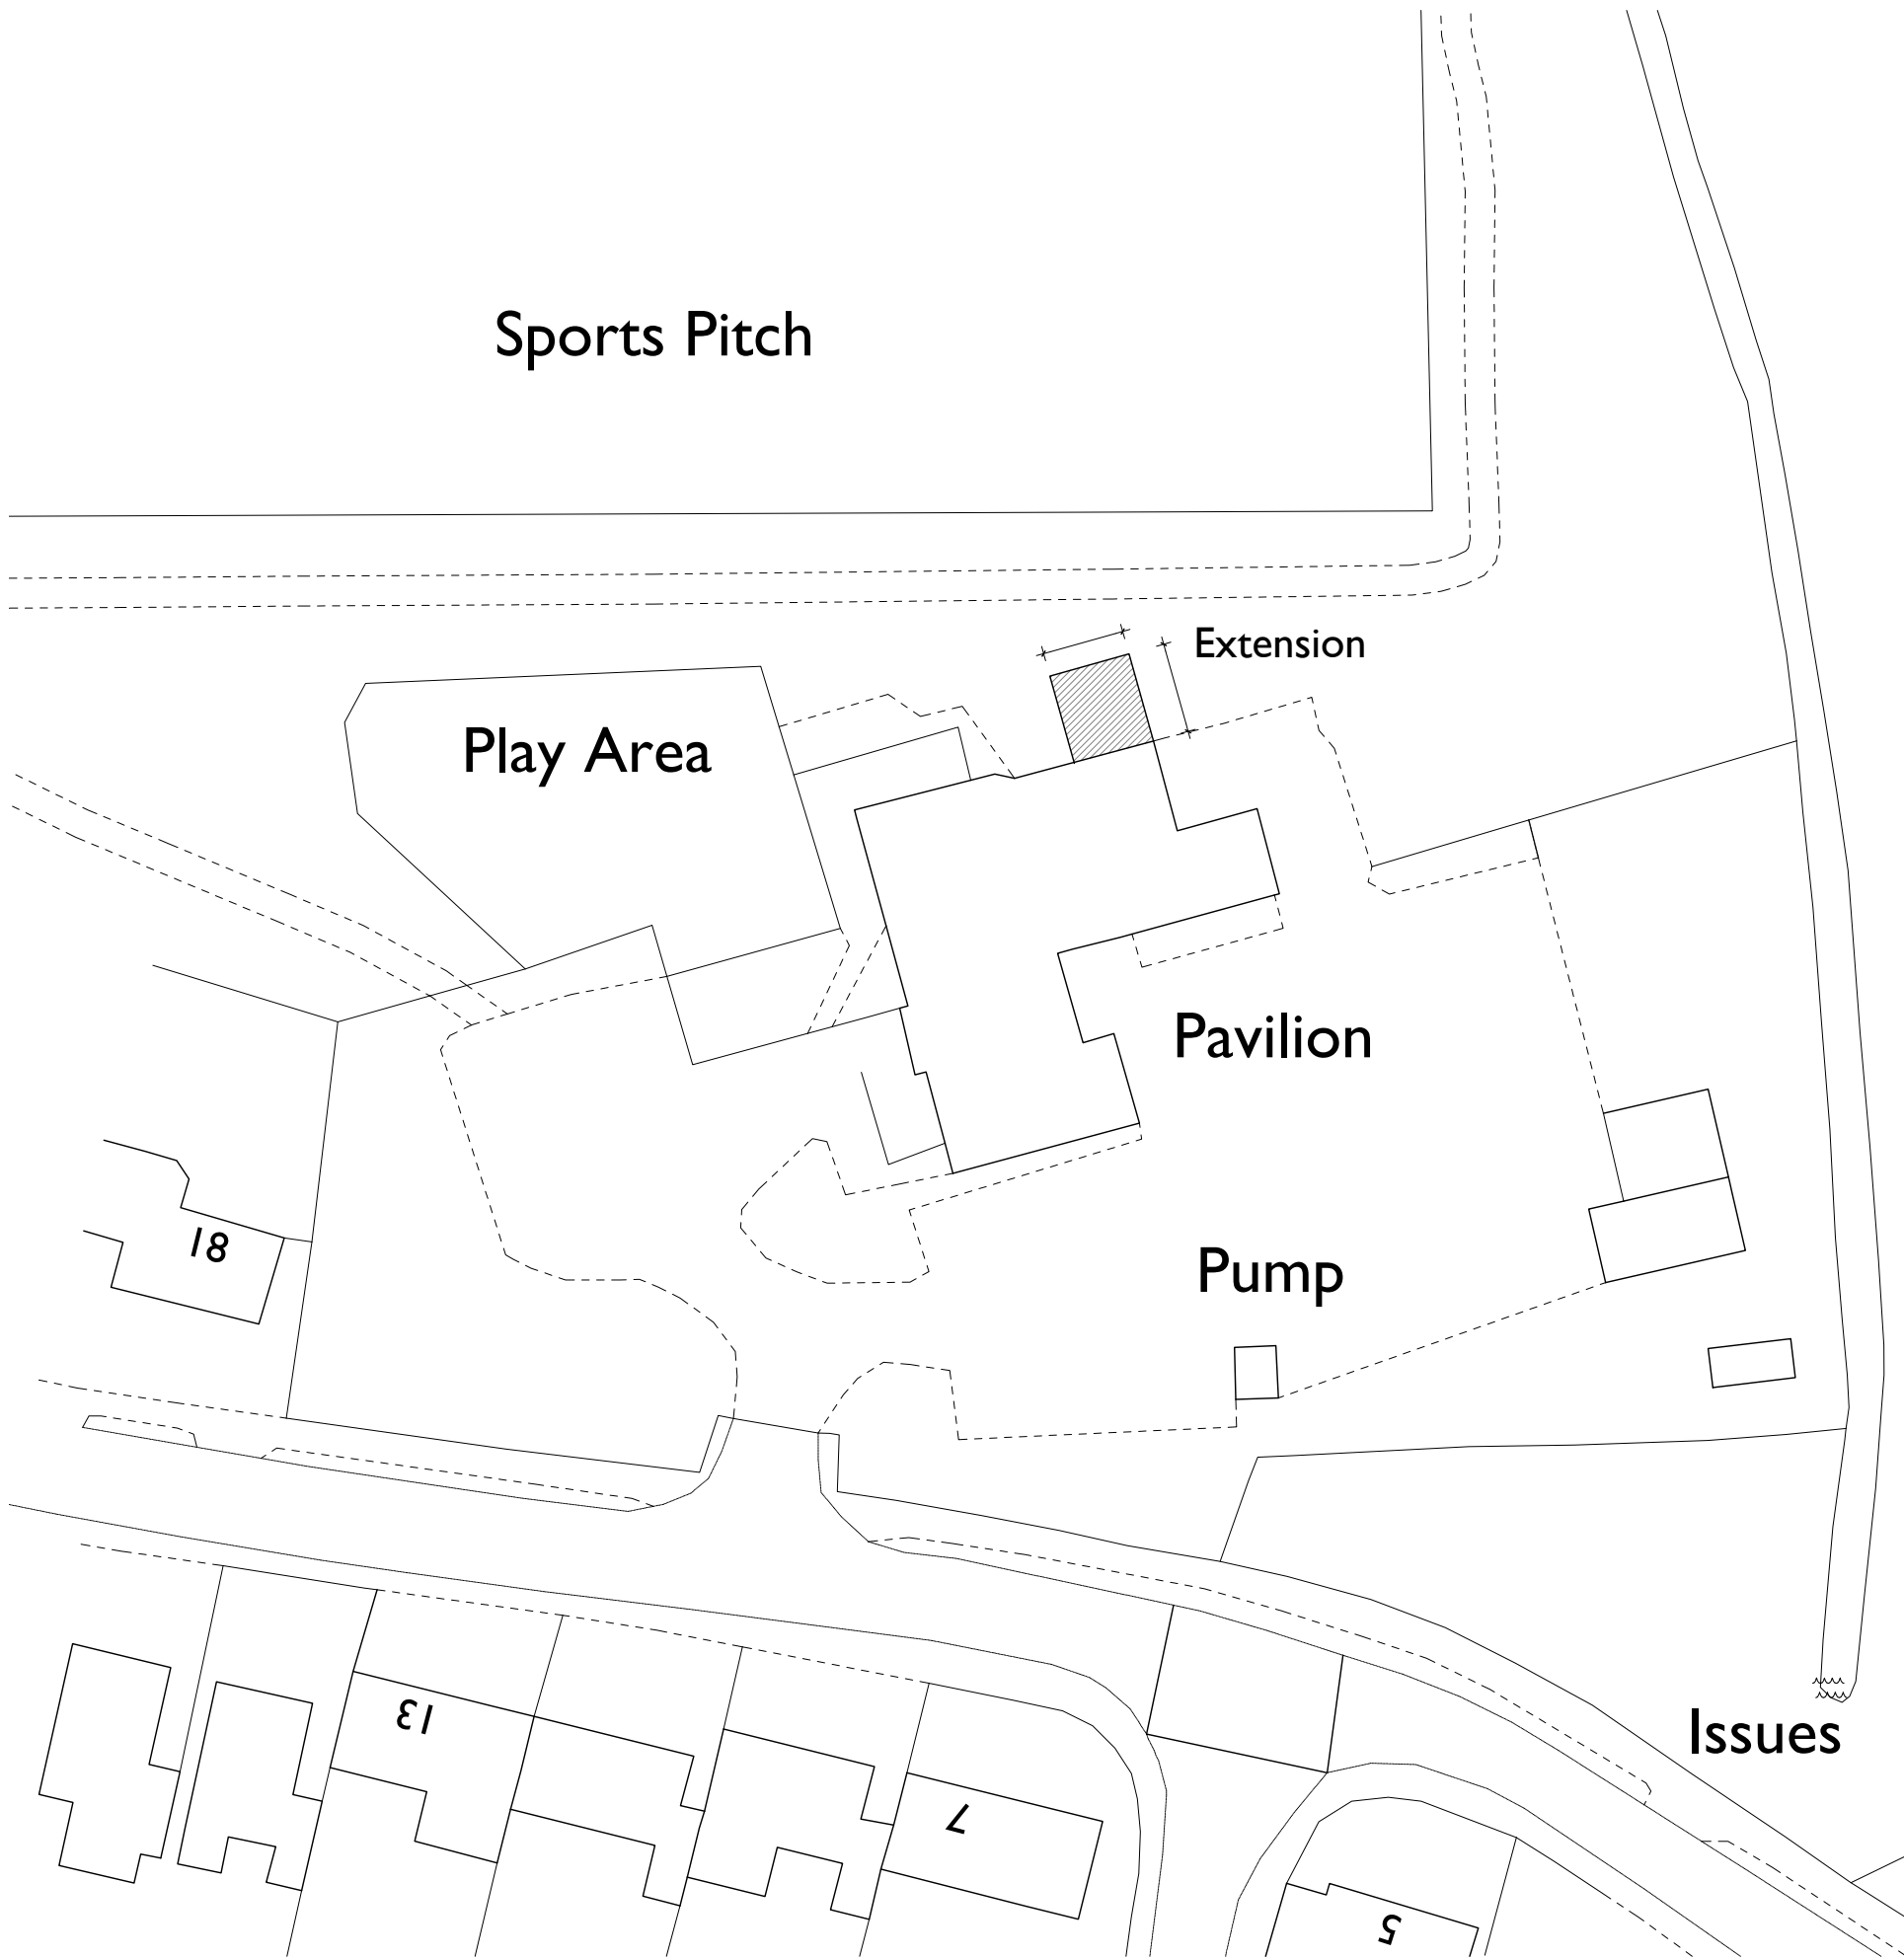 Sports Pitch
Extension
Play Area
Pavilion
18
Pump
13
Issues
7
5